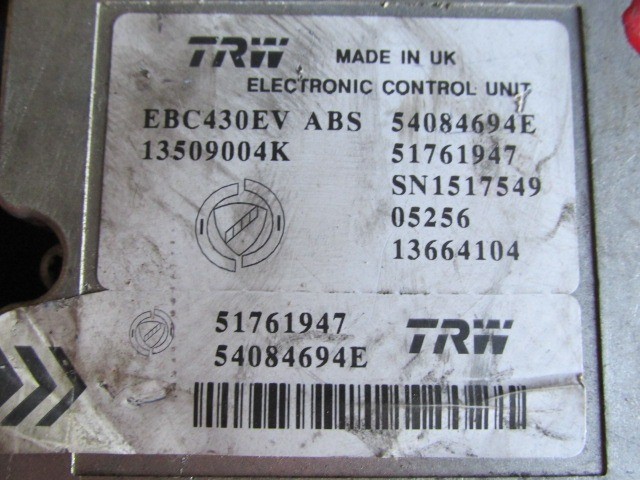 TRW MADE IN UK
ELECTRONIC CONTROL UNIT
EBC430EV ABS 54084694E
13509004K 51761947
SN1517549
05256
13664104
51761947 TRW
54084694E